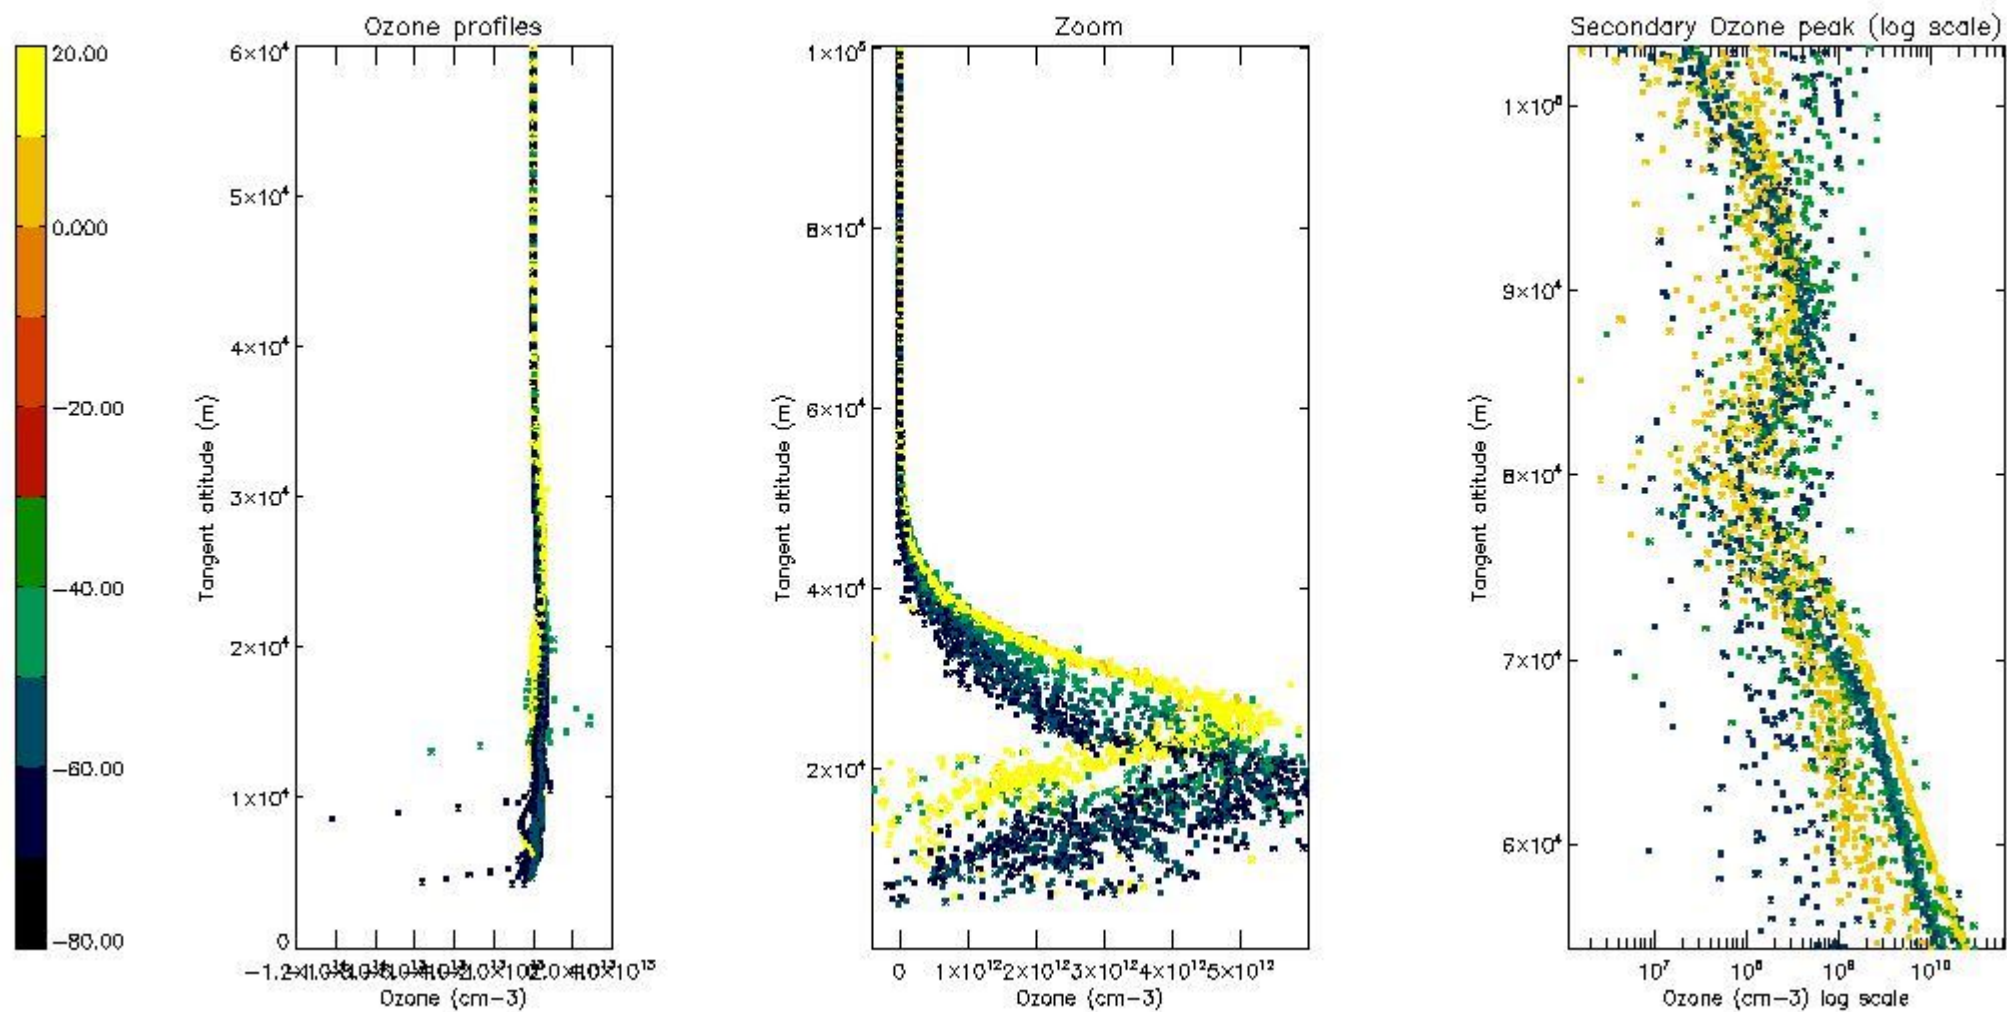 Ozone profiles
Zoom
Secondary Ozone peak (log scale)
20.00
0.000
−20.00
−40.00
−60.00
−80.00
6×10⁴
5×10⁴
4×10⁴
3×10⁴
2×10⁴
1×10⁴
0
Tangent altitude (m)
Ozone (cm−3)
1×10⁵
8×10⁴
6×10⁴
4×10⁴
2×10⁴
Tangent altitude (m)
0 1×10¹² 2×10¹² 3×10¹² 4×10¹² 5×10¹²
Ozone (cm−3)
9×10⁴
8×10⁴
7×10⁴
6×10⁴
Tangent altitude (m)
10⁷ 10⁸ 10⁹ 10¹⁰
Ozone (cm−3) log scale